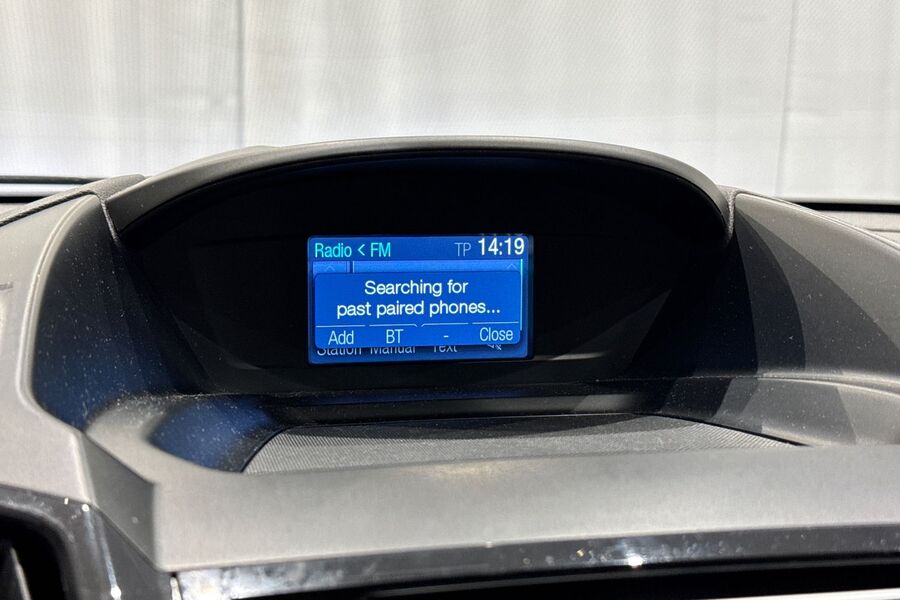 Radio < FM TP 14:19
Searching for
past paired phones...
Add BT - Close
Station Manual Text